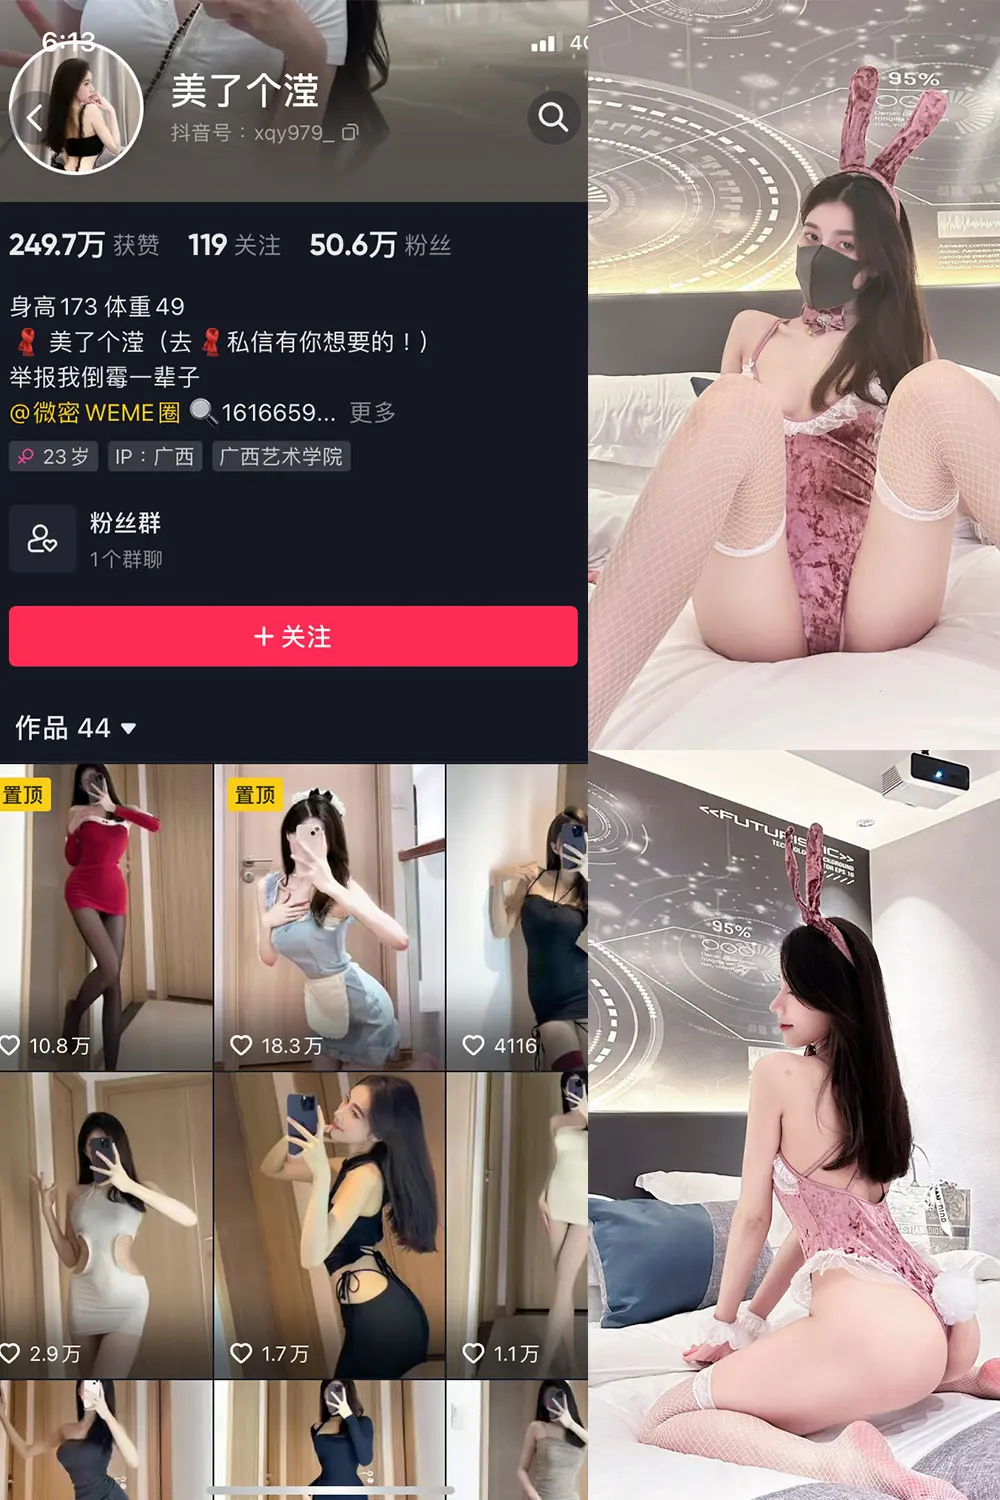 6:13
美了个滢
抖音号：xqy979_
249.7万 获赞 119 关注 50.6万 粉丝
身高173 体重49
美了个滢（去 私信有你想要的！）
举报我倒霉一辈子
@微密 WEME圈 1616659... 更多
23岁 IP：广西 广西艺术学院
粉丝群
1个群聊
+ 关注
作品 44
置顶 置顶
10.8万 18.3万 4116
2.9万 1.7万 1.1万
95%
<<FUTURISTIC>>
95%